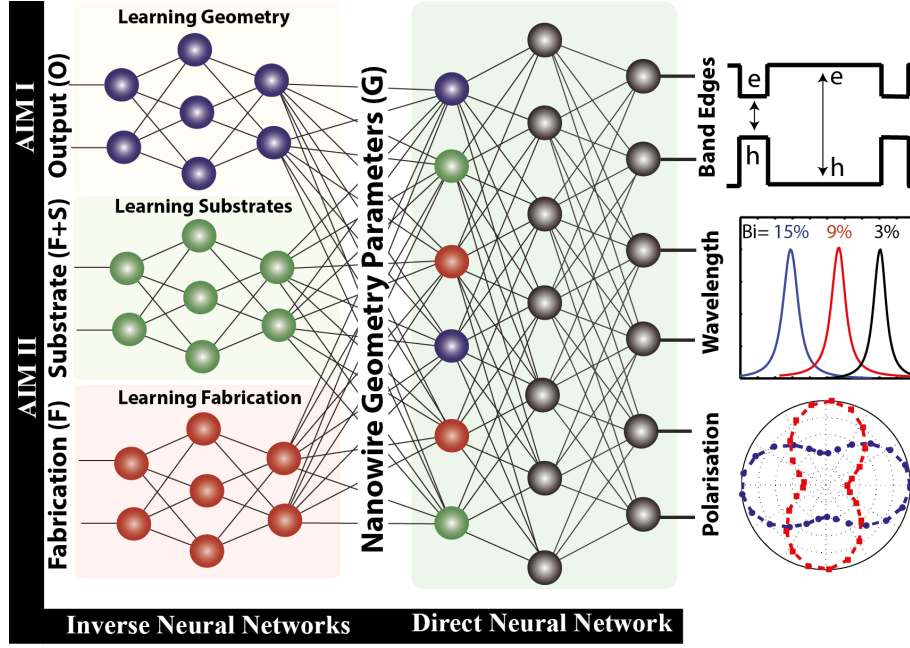 AIM I
AIM II
Output (O)
Substrate (F+S)
Fabrication (F)
Learning Geometry
Learning Substrates
Learning Fabrication
Nanowire Geometry Parameters (G)
Band Edges
Wavelength
Polarisation
e
e
h
h
Bi= 15% 9% 3%
Inverse Neural Networks
Direct Neural Network